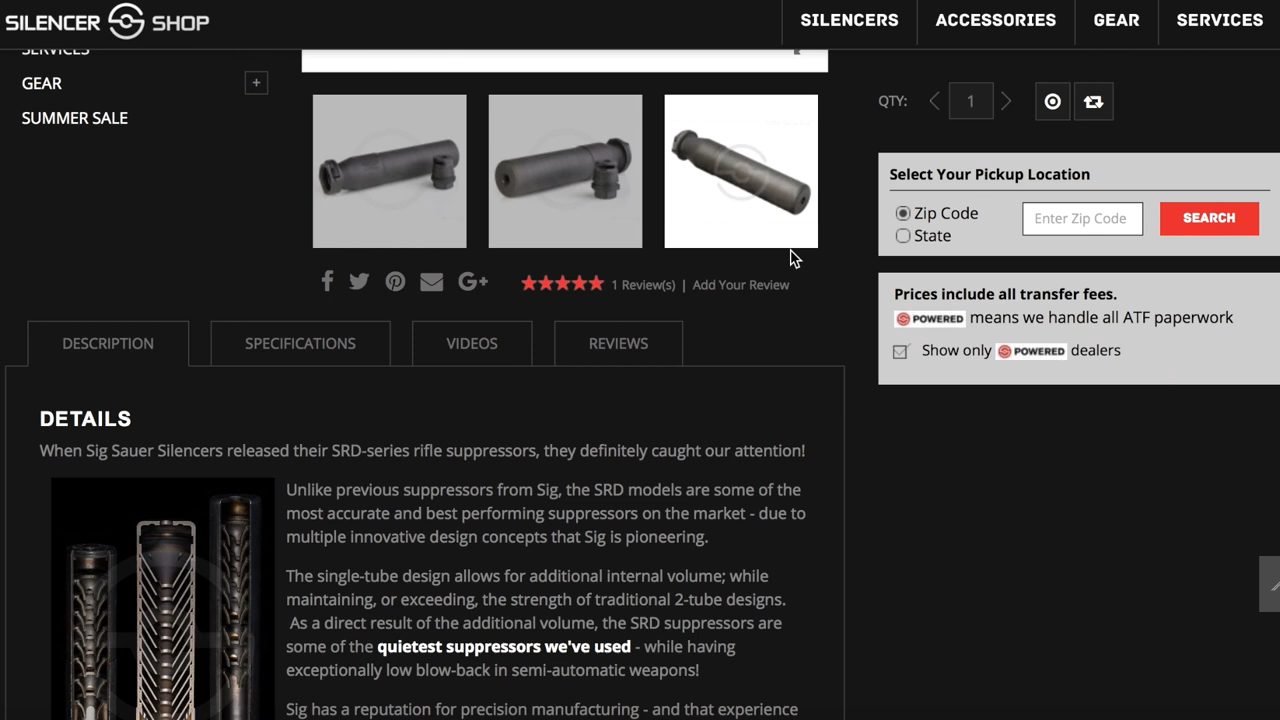 SILENCER SHOP
SILENCERS
ACCESSORIES
GEAR
SERVICES
SERVICES
GEAR
+
SUMMER SALE
QTY:
1
Select Your Pickup Location
Zip Code
State
Enter Zip Code
SEARCH
Prices include all transfer fees.
POWERED means we handle all ATF paperwork
Show only POWERED dealers
G+
1 Review(s) | Add Your Review
DESCRIPTION
SPECIFICATIONS
VIDEOS
REVIEWS
DETAILS
When Sig Sauer Silencers released their SRD-series rifle suppressors, they definitely caught our attention!
Unlike previous suppressors from Sig, the SRD models are some of the
most accurate and best performing suppressors on the market - due to
multiple innovative design concepts that Sig is pioneering.
The single-tube design allows for additional internal volume; while
maintaining, or exceeding, the strength of traditional 2-tube designs.
As a direct result of the additional volume, the SRD suppressors are
some of the quietest suppressors we've used - while having
exceptionally low blow-back in semi-automatic weapons!
Sig has a reputation for precision manufacturing - and that experience